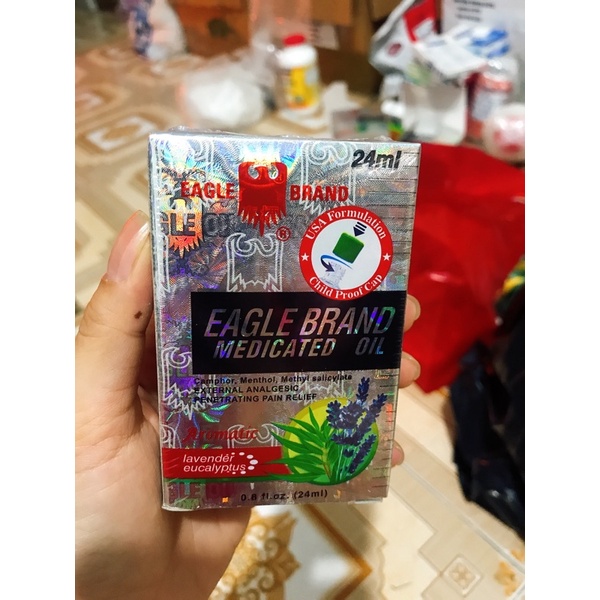 24ml
EAGLE BRAND
®
USA Formulation
Child Proof Cap
EAGLE BRAND
MEDICATED OIL
Camphor, Menthol, Methyl salicylate
EXTERNAL ANALGESIC
PENETRATING PAIN RELIEF
Aromatic
lavender
eucalyptus
0.8 fl.oz. (24ml)